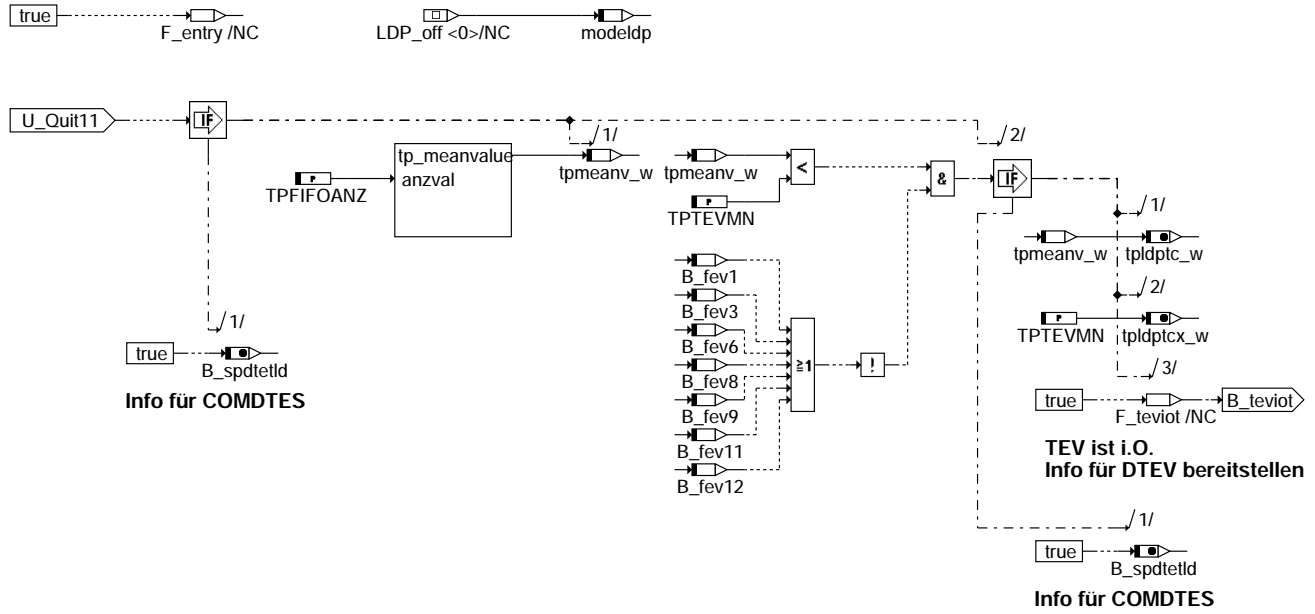 true
F_entry /NC
LDP_off <0>/NC
modeldp
U_Quit11
IF
/1/
/2/
tp_meanvalue
anzval
TPFIFOANZ
P
tpmeanv_w
tpmeanv_w
<
&
IF
P
TPTEVMN
/1/
tpmeanv_w
tpldptc_w
B_fev1
B_fev3
B_fev6
B_fev8
B_fev9
B_fev11
B_fev12
≥1
!
/2/
P
TPTEVMN
tpldptcx_w
/1/
true
B_spdtetld
Info für COMDTES
/3/
true
F_teviot /NC
B_teviot
TEV ist i.O.
Info für DTEV bereitstellen
/1/
true
B_spdtetld
Info für COMDTES